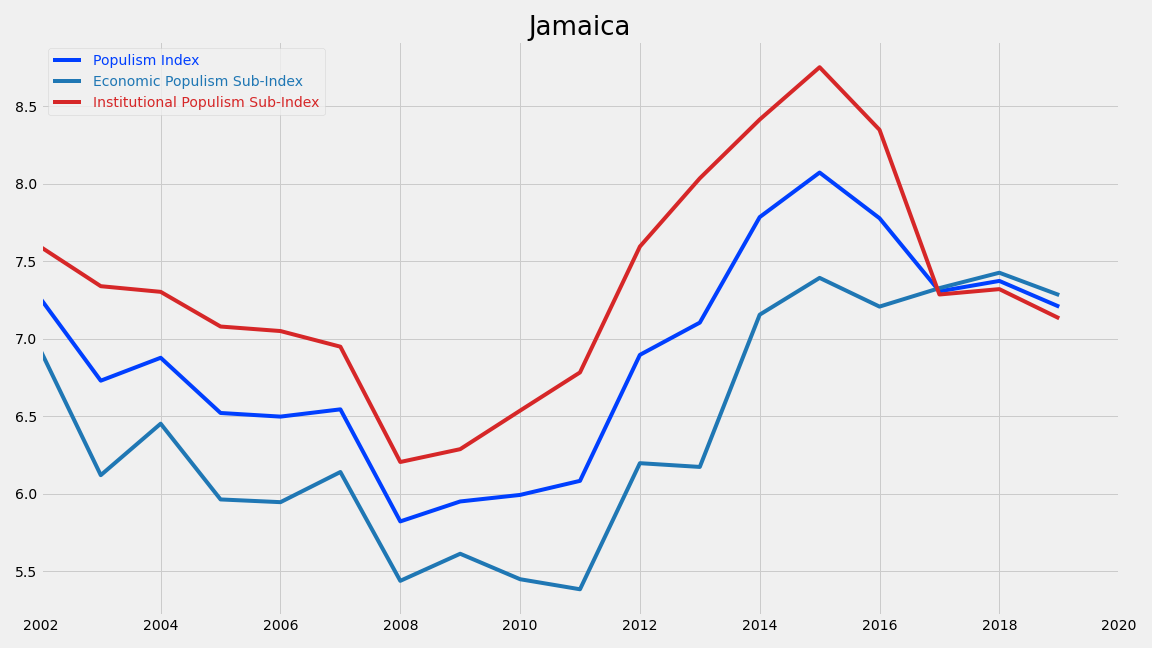 Jamaica
Populism Index
Economic Populism Sub-Index
Institutional Populism Sub-Index
8.5
8.0
7.5
7.0
6.5
6.0
5.5
2002 2004 2006 2008 2010 2012 2014 2016 2018 2020